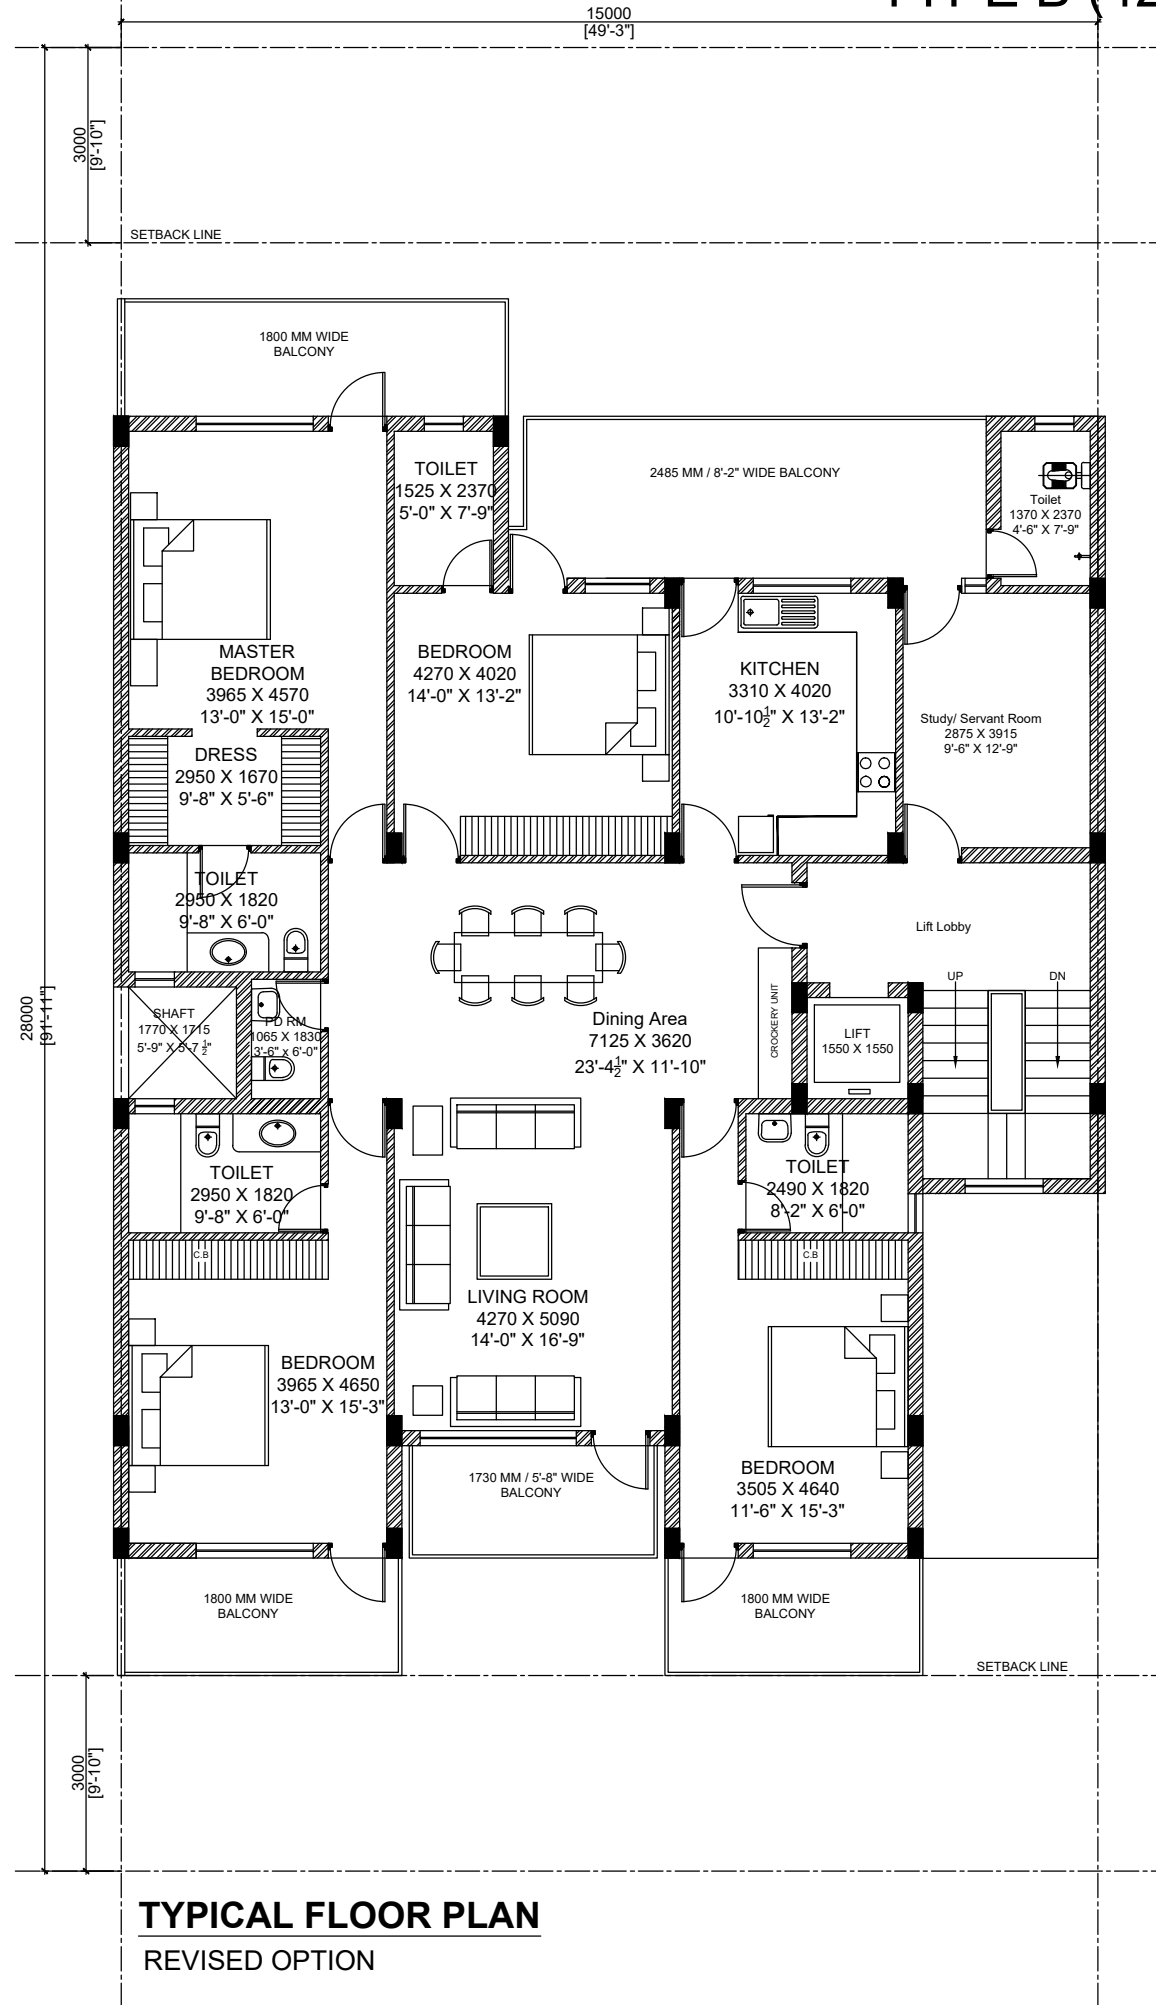 15000
[49'-3"]
3000
[9'-10"]
SETBACK LINE
1800 MM WIDE
BALCONY
TOILET
1525 X 2370
5'-0" X 7'-9"
2485 MM / 8'-2" WIDE BALCONY
Toilet
1370 X 2370
4'-6" X 7'-9"
MASTER
BEDROOM
3965 X 4570
13'-0" X 15'-0"
BEDROOM
4270 X 4020
14'-0" X 13'-2"
KITCHEN
3310 X 4020
10'-10½" X 13'-2"
Study/ Servant Room
2875 X 3915
9'-6" X 12'-9"
DRESS
2950 X 1670
9'-8" X 5'-6"
TOILET
2950 X 1820
9'-8" X 6'-0"
Lift Lobby
UP
DN
28000
[91'-11"]
SHAFT
1770 X 1715
5'-9" X 5'-7 ½"
PD RM
1065 X 1830
3'-6" x 6'-0"
Dining Area
7125 X 3620
23'-4½" X 11'-10"
CROCKERY UNIT
LIFT
1550 X 1550
TOILET
2950 X 1820
9'-8" X 6'-0"
C.B
TOILET
2490 X 1820
8'-2" X 6'-0"
C.B
LIVING ROOM
4270 X 5090
14'-0" X 16'-9"
BEDROOM
3965 X 4650
13'-0" X 15'-3"
BEDROOM
3505 X 4640
11'-6" X 15'-3"
1730 MM / 5'-8" WIDE
BALCONY
1800 MM WIDE
BALCONY
1800 MM WIDE
BALCONY
SETBACK LINE
3000
[9'-10"]
TYPICAL FLOOR PLAN
REVISED OPTION